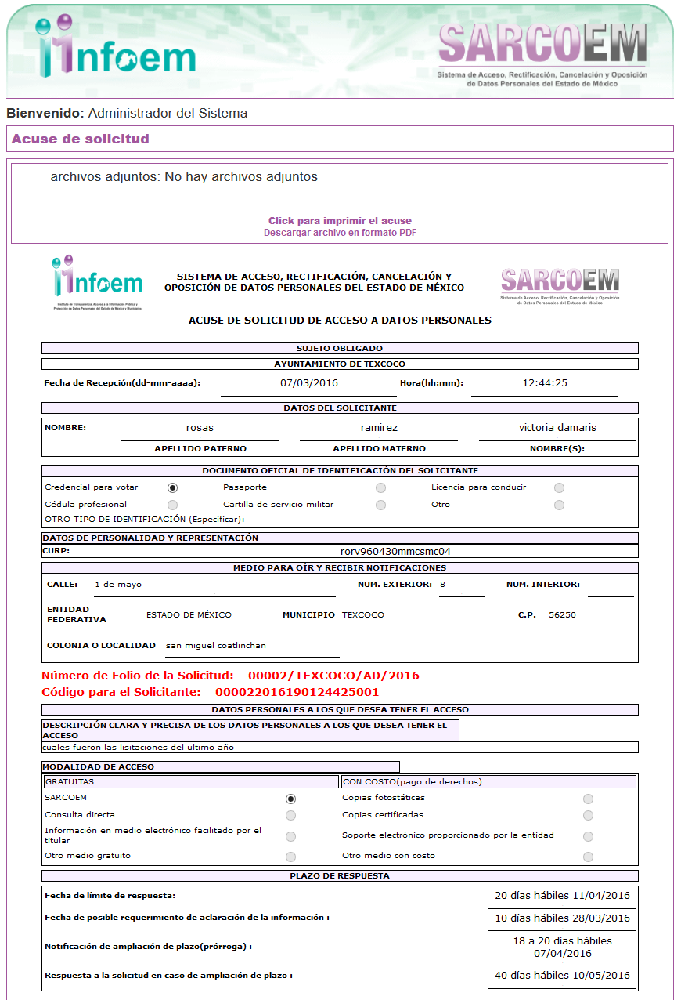 infoem
SARCOEM
Sistema de Acceso, Rectificación, Cancelación y Oposición
de Datos Personales del Estado de México
Bienvenido: Administrador del Sistema
Acuse de solicitud
archivos adjuntos: No hay archivos adjuntos
Click para imprimir el acuse
Descargar archivo en formato PDF
infoem
Instituto de Transparencia, Acceso a la Información Pública y
Protección de Datos Personales del Estado de México y Municipios
SISTEMA DE ACCESO, RECTIFICACIÓN, CANCELACIÓN Y
OPOSICIÓN DE DATOS PERSONALES DEL ESTADO DE MÉXICO
SARCOEM
Sistema de Acceso, Rectificación, Cancelación y Oposición
de Datos Personales del Estado de México
ACUSE DE SOLICITUD DE ACCESO A DATOS PERSONALES
SUJETO OBLIGADO
AYUNTAMIENTO DE TEXCOCO
Fecha de Recepción(dd-mm-aaaa): 07/03/2016 Hora(hh:mm): 12:44:25
DATOS DEL SOLICITANTE
NOMBRE: rosas ramirez victoria damaris
APELLIDO PATERNO APELLIDO MATERNO NOMBRE(S):
DOCUMENTO OFICIAL DE IDENTIFICACIÓN DEL SOLICITANTE
Credencial para votar Pasaporte Licencia para conducir
Cédula profesional Cartilla de servicio militar Otro
OTRO TIPO DE IDENTIFICACIÓN (Especificar):
DATOS DE PERSONALIDAD Y REPRESENTACIÓN
CURP: rorv960430mmcsmc04
MEDIO PARA OÍR Y RECIBIR NOTIFICACIONES
CALLE: 1 de mayo NUM. EXTERIOR: 8 NUM. INTERIOR:
ENTIDAD
FEDERATIVA ESTADO DE MÉXICO MUNICIPIO TEXCOCO C.P. 56250
COLONIA O LOCALIDAD san miguel coatlinchan
Número de Folio de la Solicitud: 00002/TEXCOCO/AD/2016
Código para el Solicitante: 000022016190124425001
DATOS PERSONALES A LOS QUE DESEA TENER EL ACCESO
DESCRIPCIÓN CLARA Y PRECISA DE LOS DATOS PERSONALES A LOS QUE DESEA TENER EL
ACCESO
cuales fueron las lisitaciones del ultimo año
MODALIDAD DE ACCESO
GRATUITAS CON COSTO(pago de derechos)
SARCOEM Copias fotostáticas
Consulta directa Copias certificadas
Información en medio electrónico facilitado por el
titular Soporte electrónico proporcionado por la entidad
Otro medio gratuito Otro medio con costo
PLAZO DE RESPUESTA
Fecha de límite de respuesta: 20 días hábiles 11/04/2016
Fecha de posible requerimiento de aclaración de la información : 10 días hábiles 28/03/2016
Notificación de ampliación de plazo(prórroga) : 18 a 20 días hábiles
07/04/2016
Respuesta a la solicitud en caso de ampliación de plazo : 40 días hábiles 10/05/2016